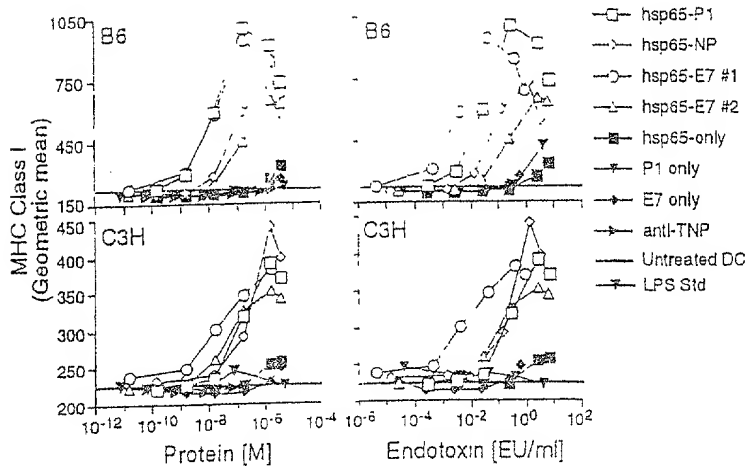 B6
B6
1050
750
450
150
MHC Class I
(Geometric mean)
C3H
C3H
450
400
350
300
250
200
10-12 10-10 10-8 10-6 10-4
10-6 10-4 10-2 100 102
Protein [M]
Endotoxin [EU/ml]
hsp65-P1
hsp65-NP
hsp65-E7 #1
hsp65-E7 #2
hsp65-only
P1 only
E7 only
anti-TNP
Untreated DC
LPS Std